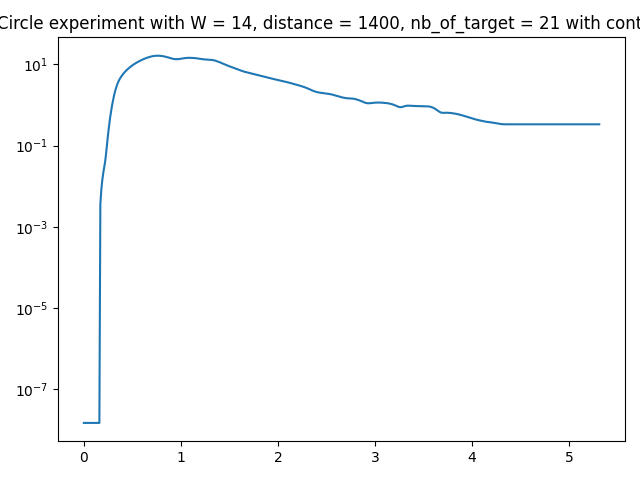 Circle experiment with W = 14, distance = 1400, nb_of_target = 21 with cont
10¹
10⁻¹
10⁻³
10⁻⁵
10⁻⁷
0 1 2 3 4 5